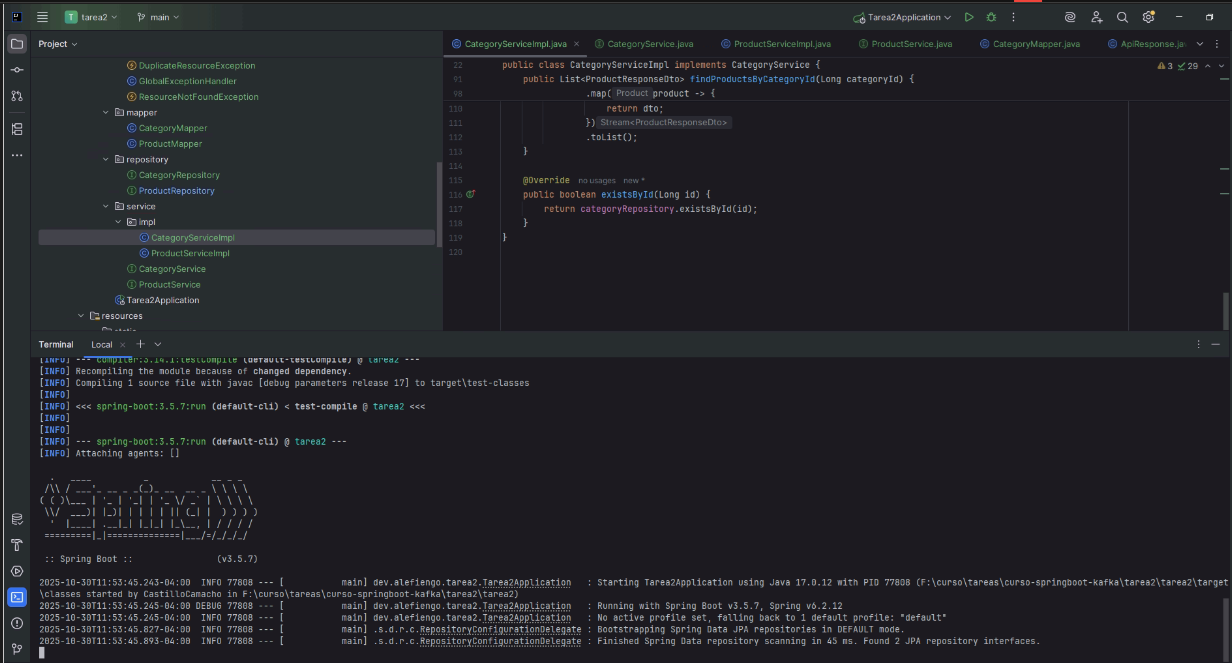 tarea2
main
Tarea2Application
Project
CategoryServiceImpl.java
CategoryService.java
ProductServiceImpl.java
ProductService.java
CategoryMapper.java
ApiResponse.ja
DuplicateResourceException
GlobalExceptionHandler
ResourceNotFoundException
mapper
CategoryMapper
ProductMapper
repository
CategoryRepository
ProductRepository
service
impl
CategoryServiceImpl
ProductServiceImpl
CategoryService
ProductService
Tarea2Application
resources
static
3 29
22 public class CategoryServiceImpl implements CategoryService {
91 public List<ProductResponseDto> findProductsByCategoryId(Long categoryId) {
98 .map( Product product -> {
110 return dto;
111 }) Stream<ProductResponseDto>
112 .toList();
113 }
114
115 @Override no usages new *
116 public boolean existsById(Long id) {
117 return categoryRepository.existsById(id);
118 }
119 }
120
Terminal Local
[INFO] --- compiler:3.14.1:testCompile (default-testCompile) @ tarea2 ---
[INFO] Recompiling the module because of changed dependency.
[INFO] Compiling 1 source file with javac [debug parameters release 17] to target\test-classes
[INFO]
[INFO] <<< spring-boot:3.5.7:run (default-cli) < test-compile @ tarea2 <<<
[INFO]
[INFO]
[INFO] --- spring-boot:3.5.7:run (default-cli) @ tarea2 ---
[INFO] Attaching agents: []
:: Spring Boot :: (v3.5.7)
2025-10-30T11:53:45.243-04:00 INFO 77808 --- [ main] dev.alefiengo.tarea2.Tarea2Application : Starting Tarea2Application using Java 17.0.12 with PID 77808 (F:\curso\tareas\curso-springboot-kafka\tarea2\tarea2\target
\classes started by CastilloCamacho in F:\curso\tareas\curso-springboot-kafka\tarea2\tarea2)
2025-10-30T11:53:45.245-04:00 DEBUG 77808 --- [ main] dev.alefiengo.tarea2.Tarea2Application : Running with Spring Boot v3.5.7, Spring v6.2.12
2025-10-30T11:53:45.245-04:00 INFO 77808 --- [ main] dev.alefiengo.tarea2.Tarea2Application : No active profile set, falling back to 1 default profile: "default"
2025-10-30T11:53:45.827-04:00 INFO 77808 --- [ main] .s.d.r.c.RepositoryConfigurationDelegate : Bootstrapping Spring Data JPA repositories in DEFAULT mode.
2025-10-30T11:53:45.893-04:00 INFO 77808 --- [ main] .s.d.r.c.RepositoryConfigurationDelegate : Finished Spring Data repository scanning in 45 ms. Found 2 JPA repository interfaces.